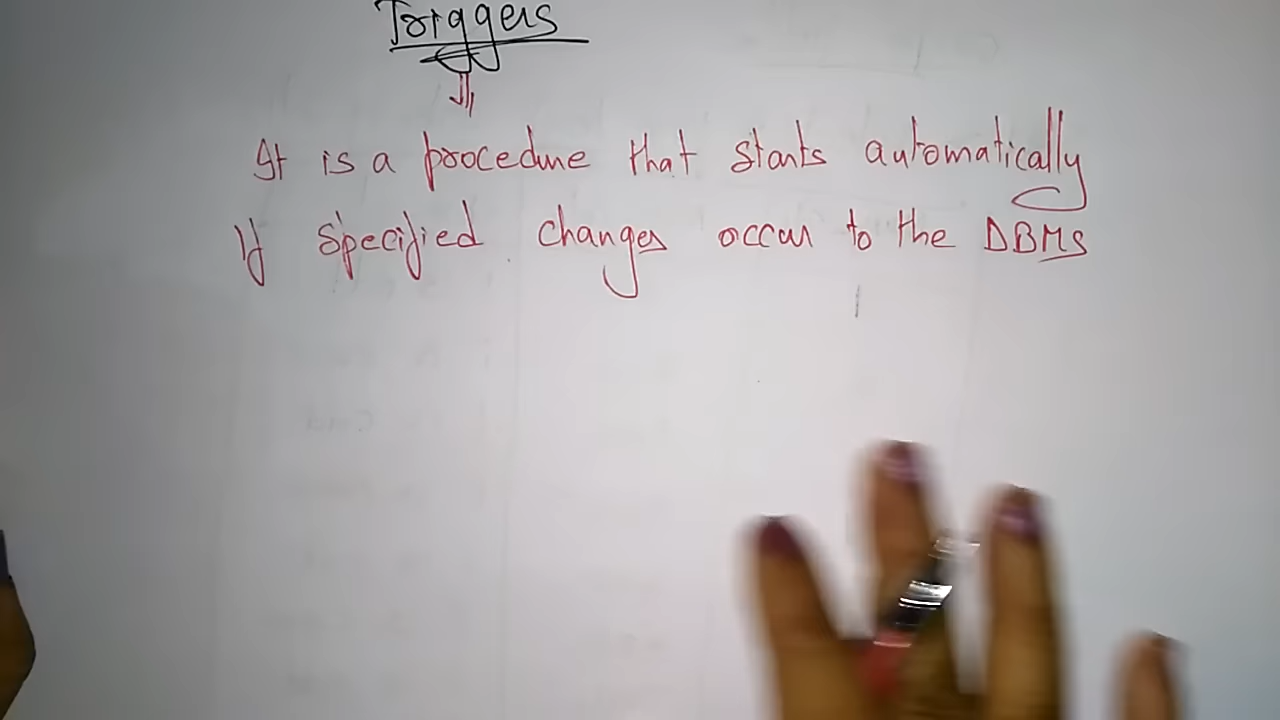 Triggers
It is a procedure that starts automatically
If specified changes occur to the DBMS